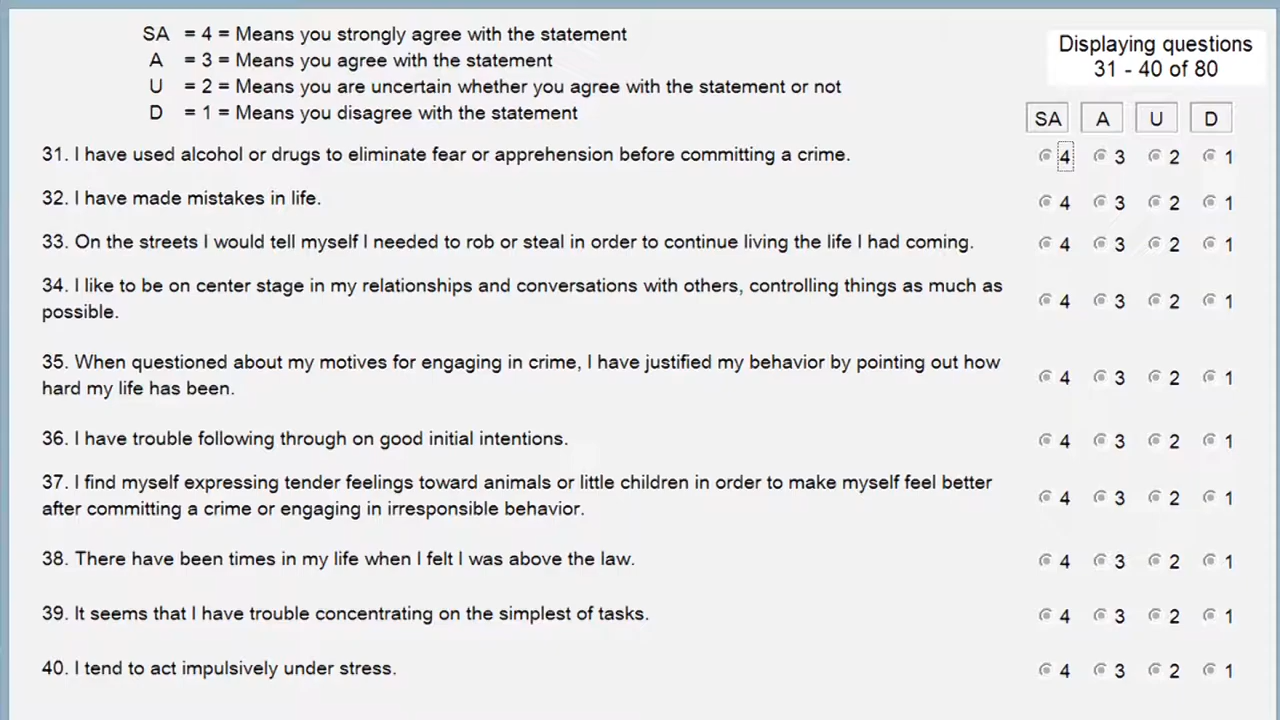 SA = 4 = Means you strongly agree with the statement
A = 3 = Means you agree with the statement
U = 2 = Means you are uncertain whether you agree with the statement or not
D = 1 = Means you disagree with the statement
Displaying questions
31 - 40 of 80
SA A U D
31. I have used alcohol or drugs to eliminate fear or apprehension before committing a crime. 4 3 2 1
32. I have made mistakes in life. 4 3 2 1
33. On the streets I would tell myself I needed to rob or steal in order to continue living the life I had coming. 4 3 2 1
34. I like to be on center stage in my relationships and conversations with others, controlling things as much as
possible. 4 3 2 1
35. When questioned about my motives for engaging in crime, I have justified my behavior by pointing out how
hard my life has been. 4 3 2 1
36. I have trouble following through on good initial intentions. 4 3 2 1
37. I find myself expressing tender feelings toward animals or little children in order to make myself feel better
after committing a crime or engaging in irresponsible behavior. 4 3 2 1
38. There have been times in my life when I felt I was above the law. 4 3 2 1
39. It seems that I have trouble concentrating on the simplest of tasks. 4 3 2 1
40. I tend to act impulsively under stress. 4 3 2 1